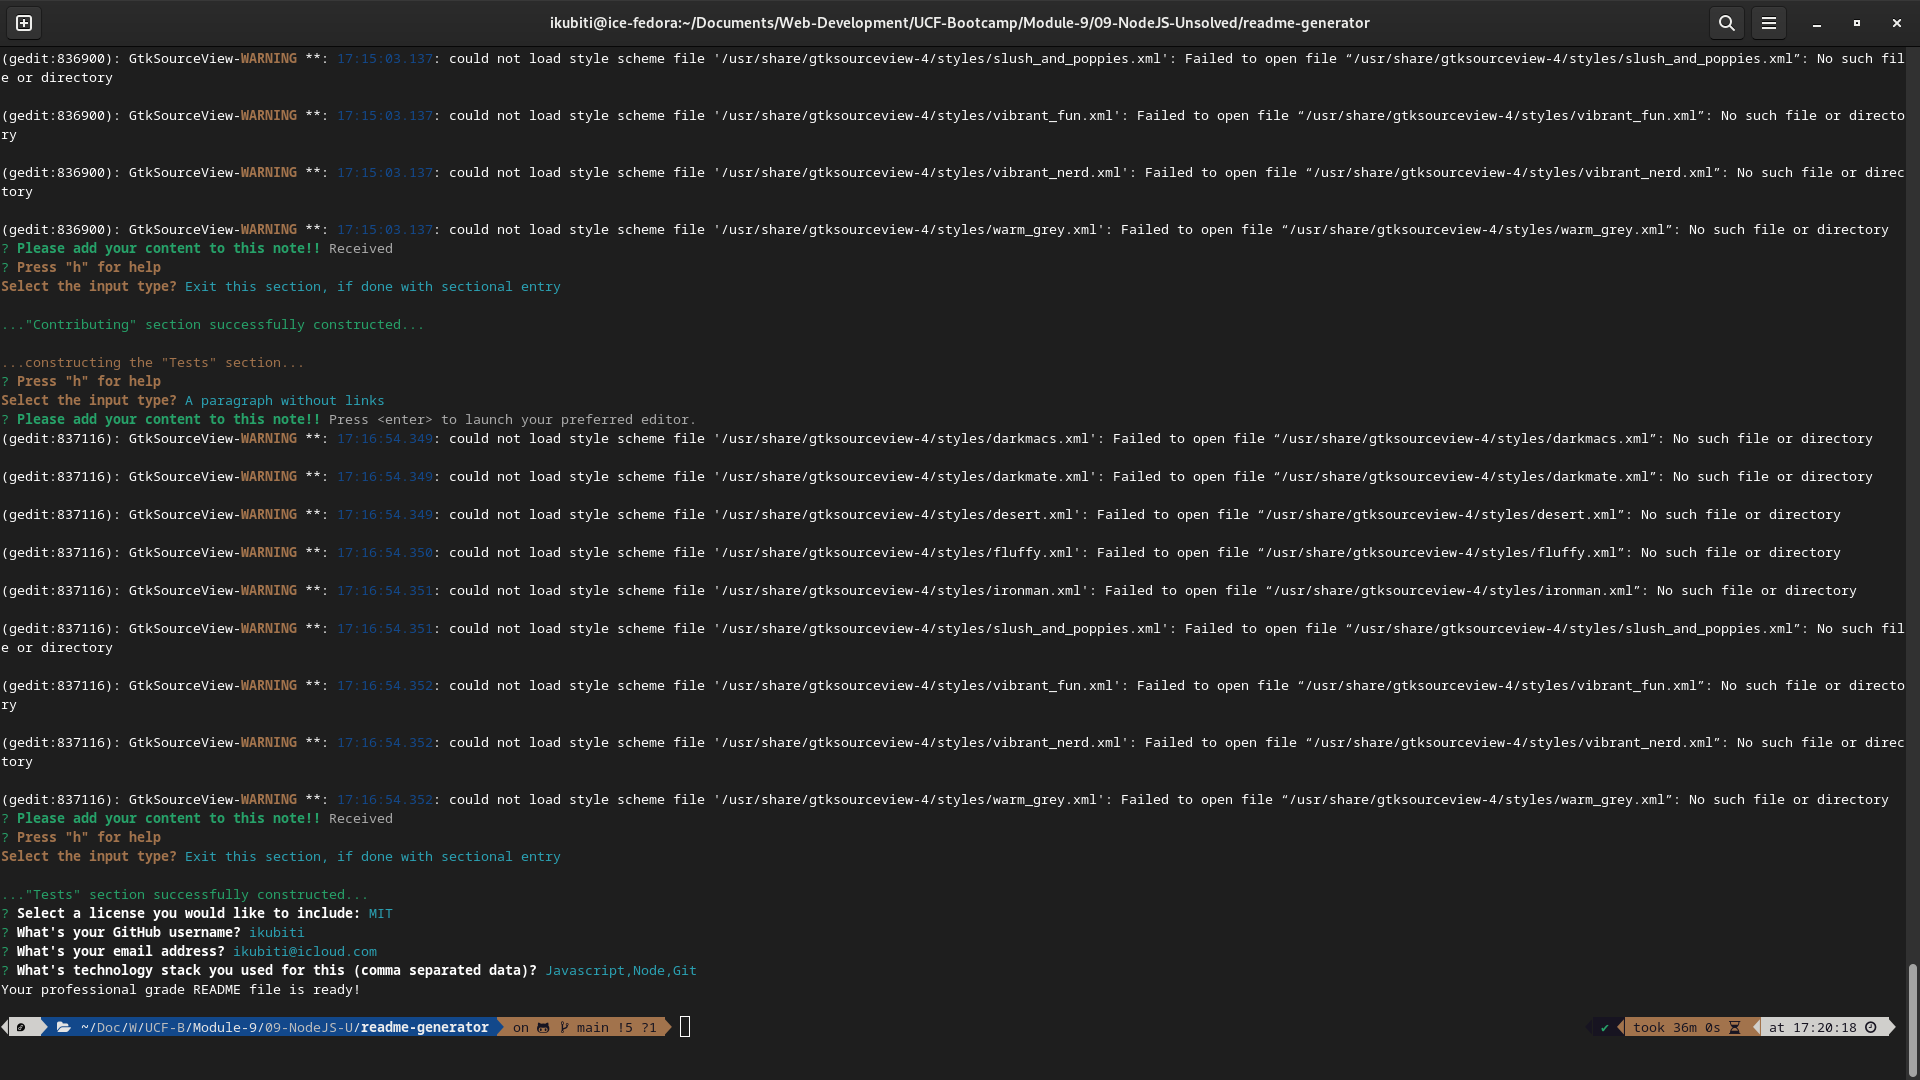 ikubiti@ice-fedora:~/Documents/Web-Development/UCF-Bootcamp/Module-9/09-NodeJS-Unsolved/readme-generator
(gedit:836900): GtkSourceView-WARNING **: 17:15:03.137: could not load style scheme file '/usr/share/gtksourceview-4/styles/slush_and_poppies.xml': Failed to open file “/usr/share/gtksourceview-4/styles/slush_and_poppies.xml”: No such fil
e or directory
(gedit:836900): GtkSourceView-WARNING **: 17:15:03.137: could not load style scheme file '/usr/share/gtksourceview-4/styles/vibrant_fun.xml': Failed to open file “/usr/share/gtksourceview-4/styles/vibrant_fun.xml”: No such file or directo
ry
(gedit:836900): GtkSourceView-WARNING **: 17:15:03.137: could not load style scheme file '/usr/share/gtksourceview-4/styles/vibrant_nerd.xml': Failed to open file “/usr/share/gtksourceview-4/styles/vibrant_nerd.xml”: No such file or direc
tory
(gedit:836900): GtkSourceView-WARNING **: 17:15:03.137: could not load style scheme file '/usr/share/gtksourceview-4/styles/warm_grey.xml': Failed to open file “/usr/share/gtksourceview-4/styles/warm_grey.xml”: No such file or directory
? Please add your content to this note!! Received
? Press "h" for help
Select the input type? Exit this section, if done with sectional entry
..."Contributing" section successfully constructed...
...constructing the "Tests" section...
? Press "h" for help
Select the input type? A paragraph without links
? Please add your content to this note!! Press <enter> to launch your preferred editor.
(gedit:837116): GtkSourceView-WARNING **: 17:16:54.349: could not load style scheme file '/usr/share/gtksourceview-4/styles/darkmacs.xml': Failed to open file “/usr/share/gtksourceview-4/styles/darkmacs.xml”: No such file or directory
(gedit:837116): GtkSourceView-WARNING **: 17:16:54.349: could not load style scheme file '/usr/share/gtksourceview-4/styles/darkmate.xml': Failed to open file “/usr/share/gtksourceview-4/styles/darkmate.xml”: No such file or directory
(gedit:837116): GtkSourceView-WARNING **: 17:16:54.349: could not load style scheme file '/usr/share/gtksourceview-4/styles/desert.xml': Failed to open file “/usr/share/gtksourceview-4/styles/desert.xml”: No such file or directory
(gedit:837116): GtkSourceView-WARNING **: 17:16:54.350: could not load style scheme file '/usr/share/gtksourceview-4/styles/fluffy.xml': Failed to open file “/usr/share/gtksourceview-4/styles/fluffy.xml”: No such file or directory
(gedit:837116): GtkSourceView-WARNING **: 17:16:54.351: could not load style scheme file '/usr/share/gtksourceview-4/styles/ironman.xml': Failed to open file “/usr/share/gtksourceview-4/styles/ironman.xml”: No such file or directory
(gedit:837116): GtkSourceView-WARNING **: 17:16:54.351: could not load style scheme file '/usr/share/gtksourceview-4/styles/slush_and_poppies.xml': Failed to open file “/usr/share/gtksourceview-4/styles/slush_and_poppies.xml”: No such fil
e or directory
(gedit:837116): GtkSourceView-WARNING **: 17:16:54.352: could not load style scheme file '/usr/share/gtksourceview-4/styles/vibrant_fun.xml': Failed to open file “/usr/share/gtksourceview-4/styles/vibrant_fun.xml”: No such file or directo
ry
(gedit:837116): GtkSourceView-WARNING **: 17:16:54.352: could not load style scheme file '/usr/share/gtksourceview-4/styles/vibrant_nerd.xml': Failed to open file “/usr/share/gtksourceview-4/styles/vibrant_nerd.xml”: No such file or direc
tory
(gedit:837116): GtkSourceView-WARNING **: 17:16:54.352: could not load style scheme file '/usr/share/gtksourceview-4/styles/warm_grey.xml': Failed to open file “/usr/share/gtksourceview-4/styles/warm_grey.xml”: No such file or directory
? Please add your content to this note!! Received
? Press "h" for help
Select the input type? Exit this section, if done with sectional entry
..."Tests" section successfully constructed...
? Select a license you would like to include: MIT
? What's your GitHub username? ikubiti
? What's your email address? ikubiti@icloud.com
? What's technology stack you used for this (comma separated data)? Javascript,Node,Git
Your professional grade README file is ready!
~/Doc/W/UCF-B/Module-9/09-NodeJS-U/readme-generator on main !5 ?1 ✔ took 36m 0s at 17:20:18